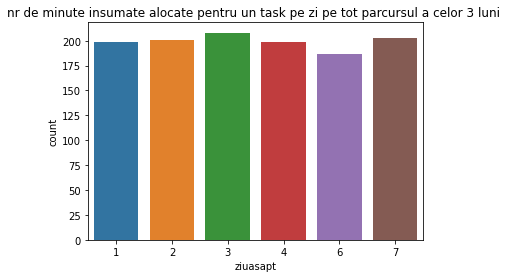 nr de minute insumate alocate pentru un task pe zi pe tot parcursul a celor 3 luni
200
175
150
125
100
75
50
25
0
count
1 2 3 4 6 7
ziuasapt